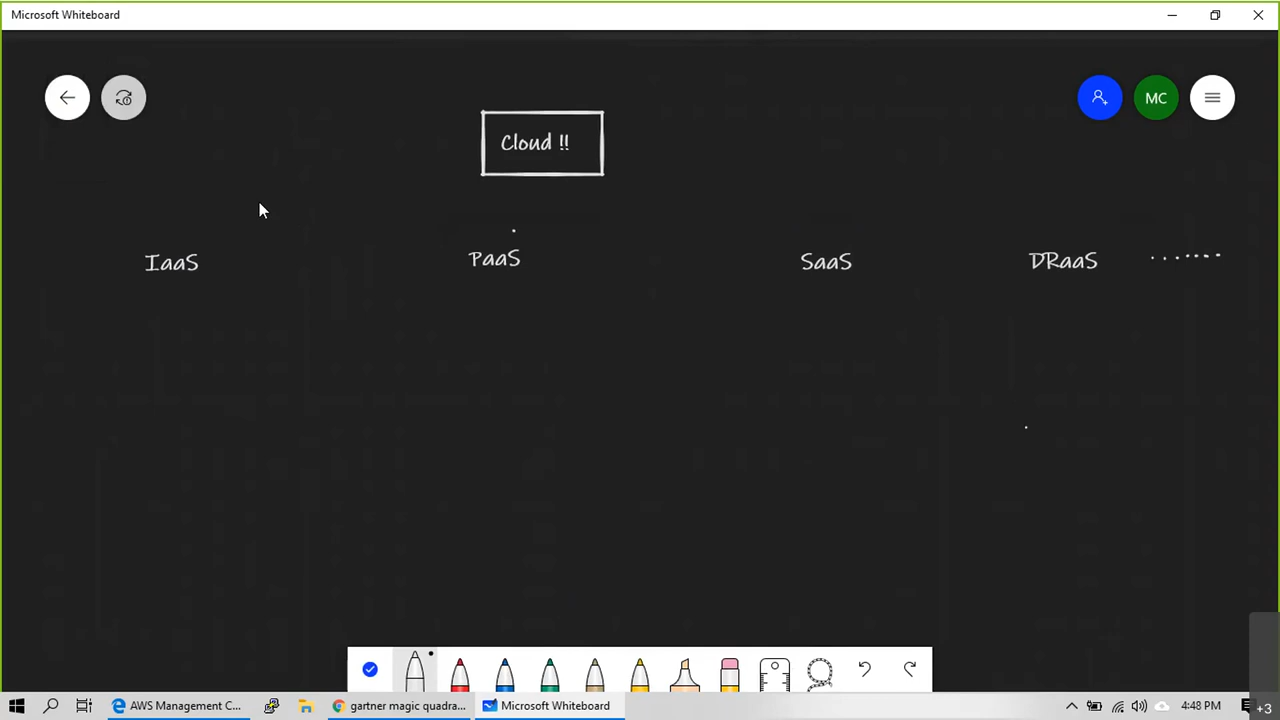 Microsoft Whiteboard
MC
Cloud !!
IaaS PaaS SaaS DRaaS .......
AWS Management C... gartner magic quadra... Microsoft Whiteboard 4:48 PM +3